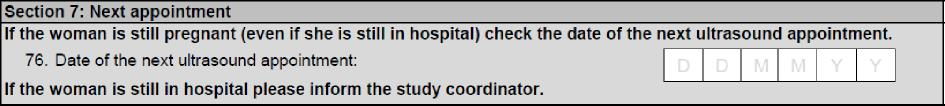 Section 7: Next appointment
If the woman is still pregnant (even if she is still in hospital) check the date of the next ultrasound appointment.
76. Date of the next ultrasound appointment: D D M M Y Y
If the woman is still in hospital please inform the study coordinator.